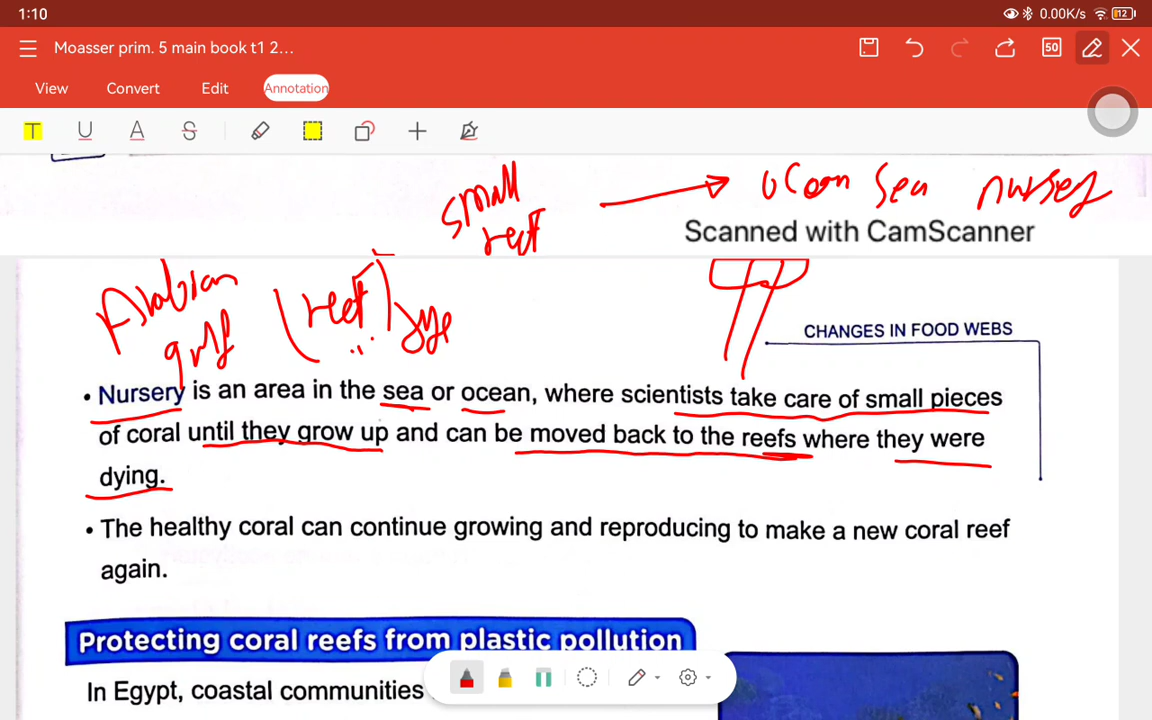 1:10
0.00K/s 12
Moasser prim. 5 main book t1 2...
50
View Convert Edit Annotation
T U A S
small → ocean sea nursery
reef
Scanned with CamScanner
Arabian (reef) dye
gulf
CHANGES IN FOOD WEBS
• Nursery is an area in the sea or ocean, where scientists take care of small pieces
of coral until they grow up and can be moved back to the reefs where they were
dying.
• The healthy coral can continue growing and reproducing to make a new coral reef
again.
Protecting coral reefs from plastic pollution
In Egypt, coastal communities